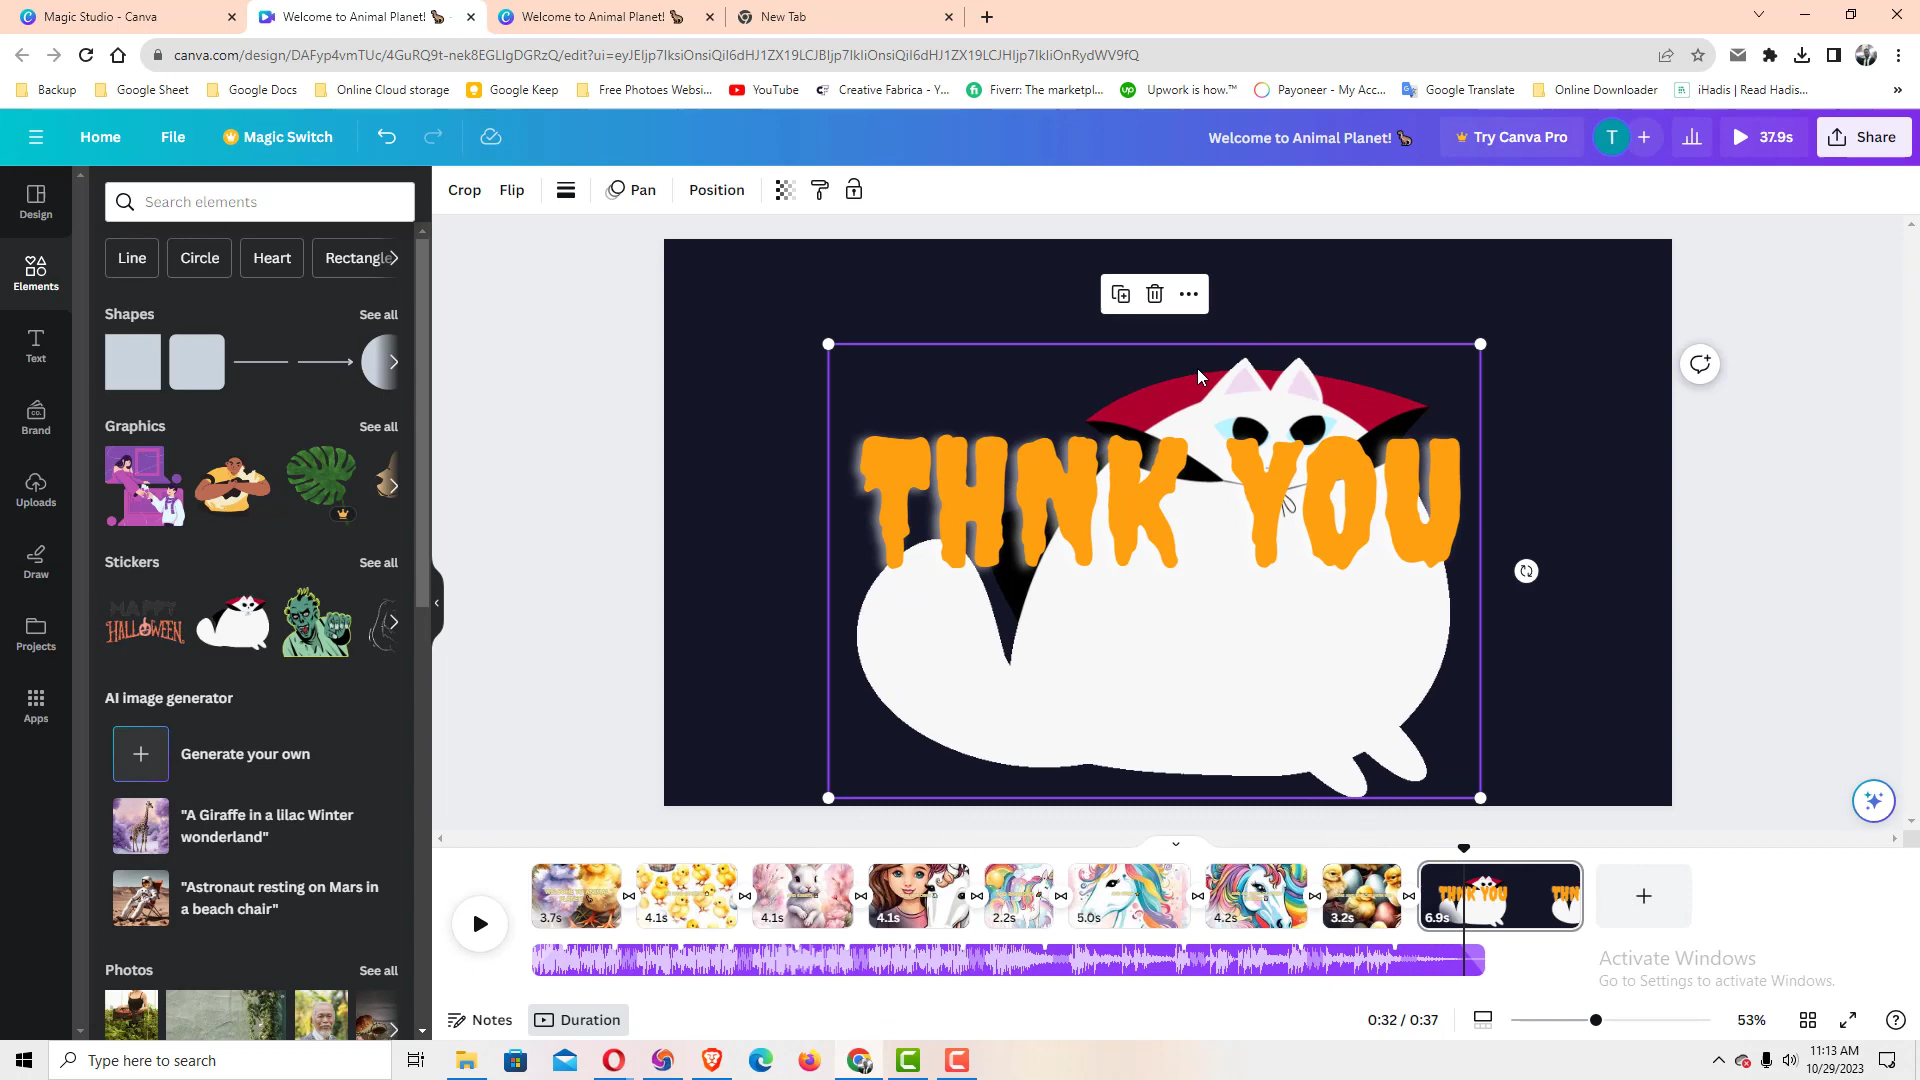 Magic Studio - Canva
Welcome to Animal Planet!
Welcome to Animal Planet!
New Tab
canva.com/design/DAFyp4vmTUc/4GuRQ9t-nek8EGLlgDGRzQ/edit?ui=eyJEIjp7IksiOnsiQiI6dHJ1ZX19LCJBIjp7IkIiOnsiQiI6dHJ1ZX19LCJHIjp7IkIiOnRydWV9fQ
Backup
Google Sheet
Google Docs
Online Cloud storage
Google Keep
Free Photoes Websi...
YouTube
Creative Fabrica - Y...
Fiverr: The marketpl...
Upwork is how.™
Payoneer - My Acc...
Google Translate
Online Downloader
iHadis | Read Hadis...
Home
File
Magic Switch
Welcome to Animal Planet!
Try Canva Pro
T
37.9s
Share
Design
Elements
Text
Brand
Uploads
Draw
Projects
Apps
Search elements
Line
Circle
Heart
Rectangle
Shapes
See all
Graphics
See all
Stickers
See all
HAPPY
HALLOWEEN
AI image generator
Generate your own
"A Giraffe in a lilac Winter
wonderland"
"Astronaut resting on Mars in
a beach chair"
Photos
See all
Crop
Flip
Pan
Position
THNK YOU
3.7s
4.1s
4.1s
4.1s
2.2s
5.0s
4.2s
3.2s
THNK YOU
THN
6.9s
Activate Windows
Go to Settings to activate Windows.
Notes
Duration
0:32 / 0:37
53%
Type here to search
11:13 AM
10/29/2023